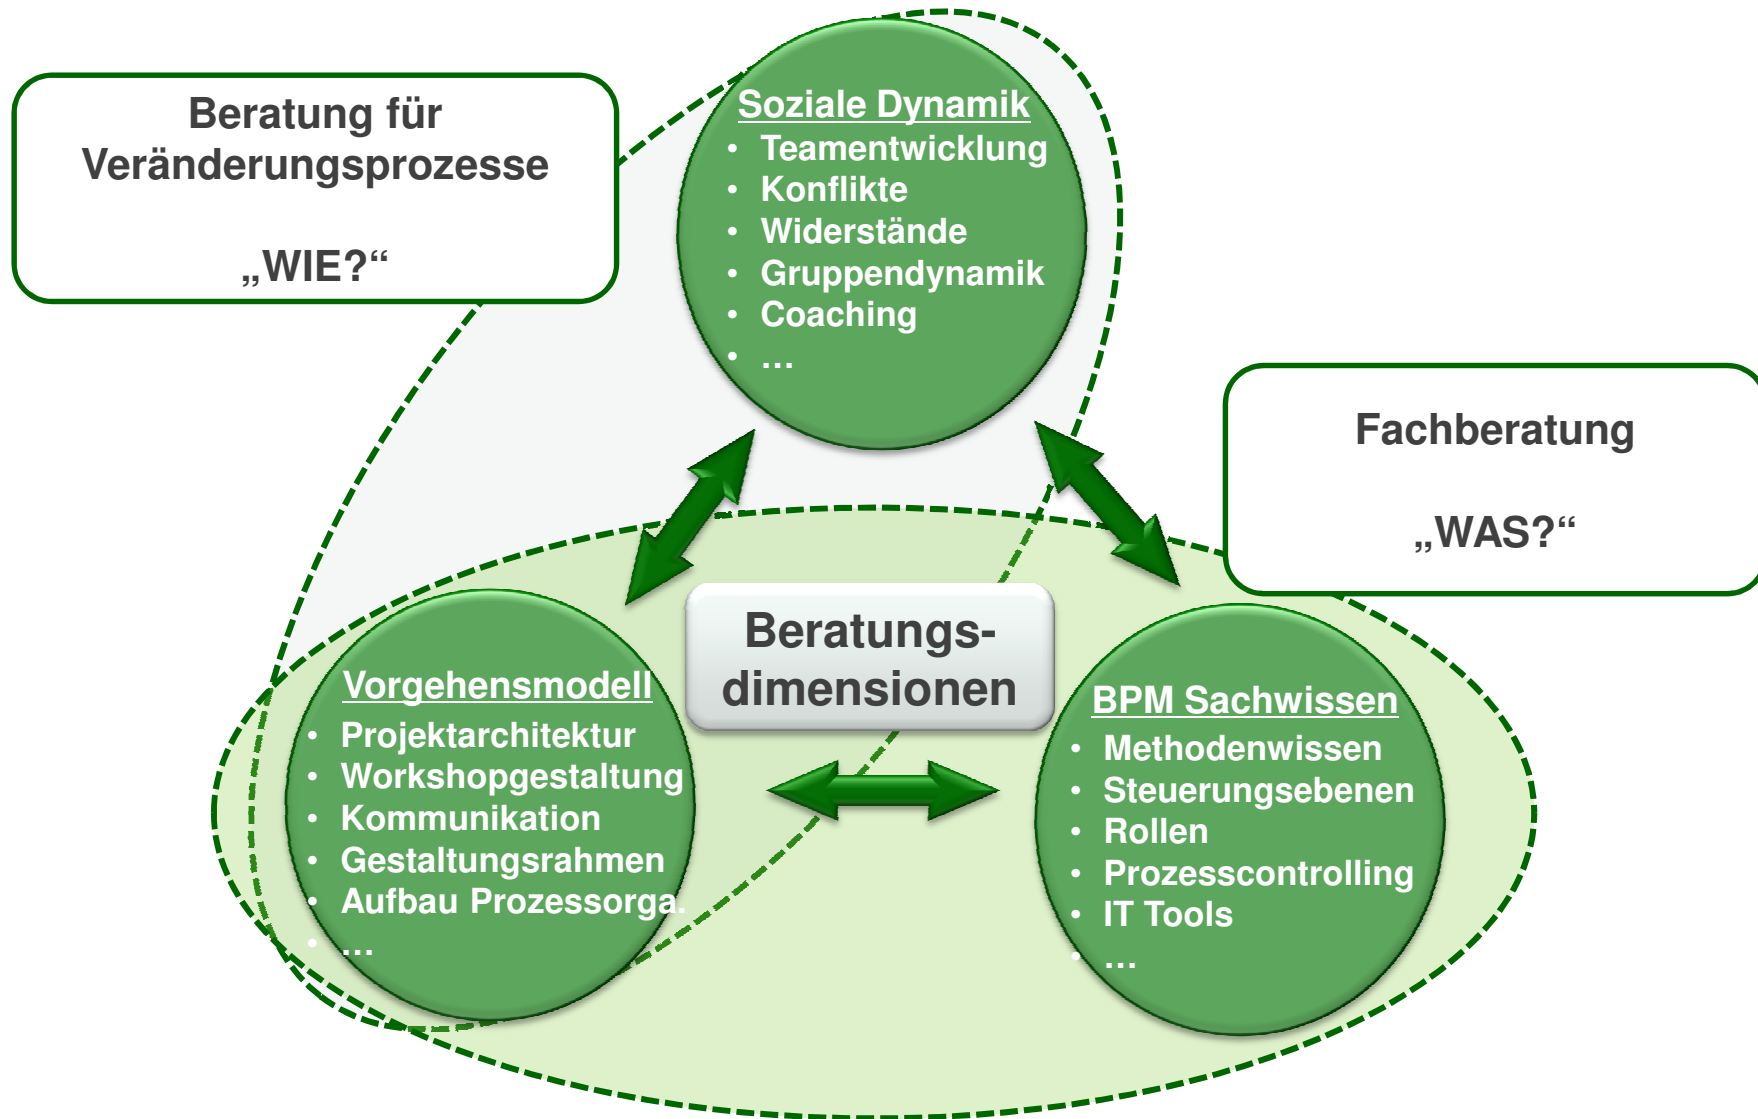 Beratung für
Veränderungsprozesse
„WIE?“
Soziale Dynamik
• Teamentwicklung
• Konflikte
• Widerstände
• Gruppendynamik
• Coaching
• …
Fachberatung
„WAS?“
Beratungs-
dimensionen
Vorgehensmodell
• Projektarchitektur
• Workshopgestaltung
• Kommunikation
• Gestaltungsrahmen
• Aufbau Prozessorga.
• …
BPM Sachwissen
• Methodenwissen
• Steuerungsebenen
• Rollen
• Prozesscontrolling
• IT Tools
• …